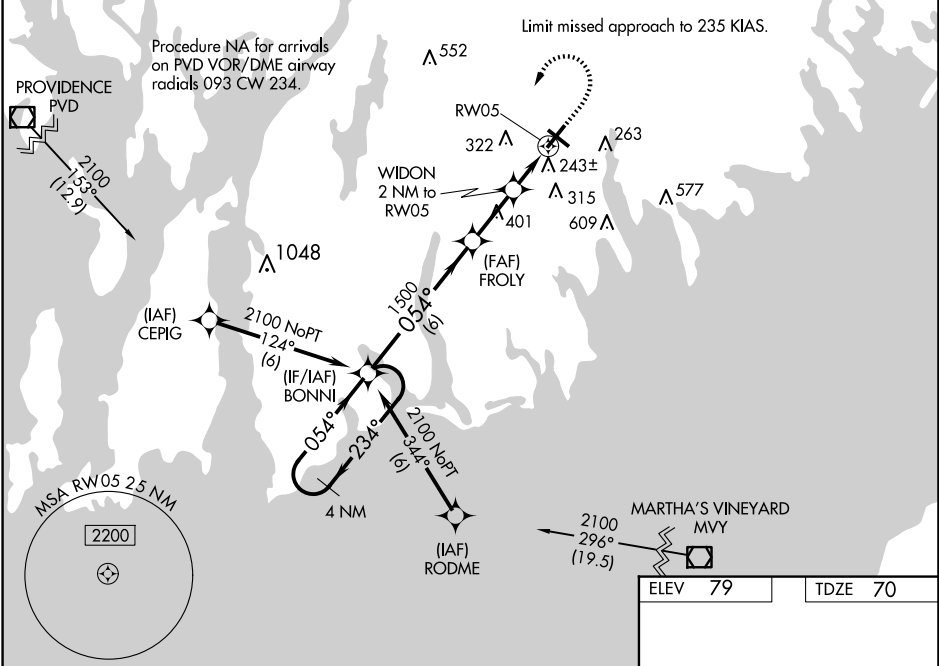 Limit missed approach to 235 KIAS.
Procedure NA for arrivals
on PVD VOR/DME airway
radials 093 CW 234.
552
PROVIDENCE
PVD
2100
153°
(12.9)
RW05
322
263
243±
WIDON
2 NM to
RW05
315
577
401
609
(FAF)
FROLY
1048
1500
054°
(6)
(IAF)
CEPIG
2100 NoPT
124°
(6)
(IF/IAF)
BONNI
054°
234°
2100 NoPT
344°
(6)
4 NM
MSA RW05 25 NM
2200
(IAF)
RODME
2100
296°
(19.5)
MARTHA'S VINEYARD
MVY
ELEV 79
TDZE 70